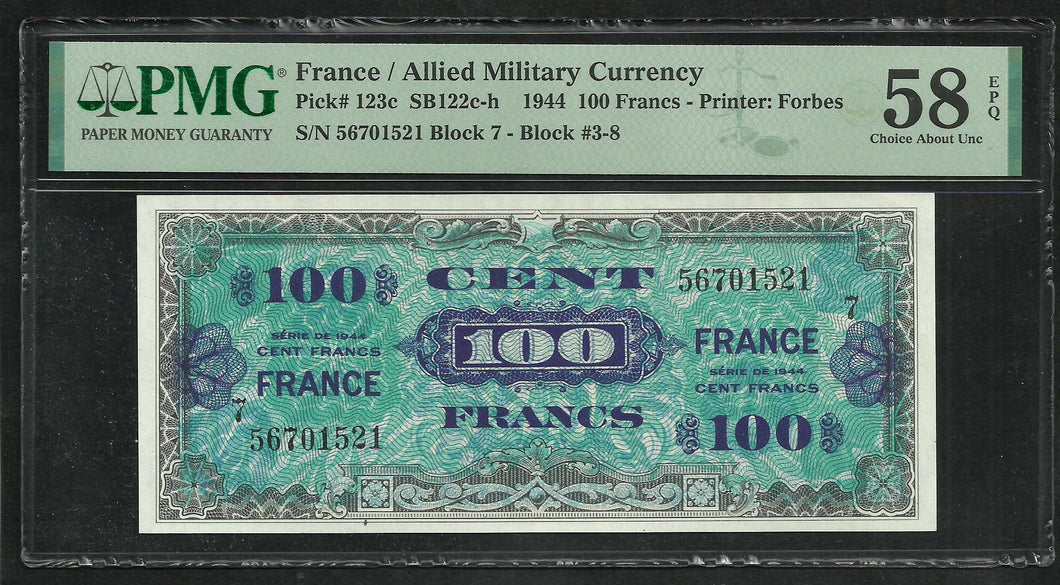 PMG®
PAPER MONEY GUARANTY
France / Allied Military Currency
Pick# 123c SB122c-h 1944 100 Francs - Printer: Forbes
S/N 56701521 Block 7 - Block #3-8
58
EPQ
Choice About Unc
100
CENT
56701521
7
SÉRIE DE 1944
CENT FRANCS
FRANCE
100
FRANCE
SÉRIE DE 1944
CENT FRANCS
7
56701521
FRANCS
100